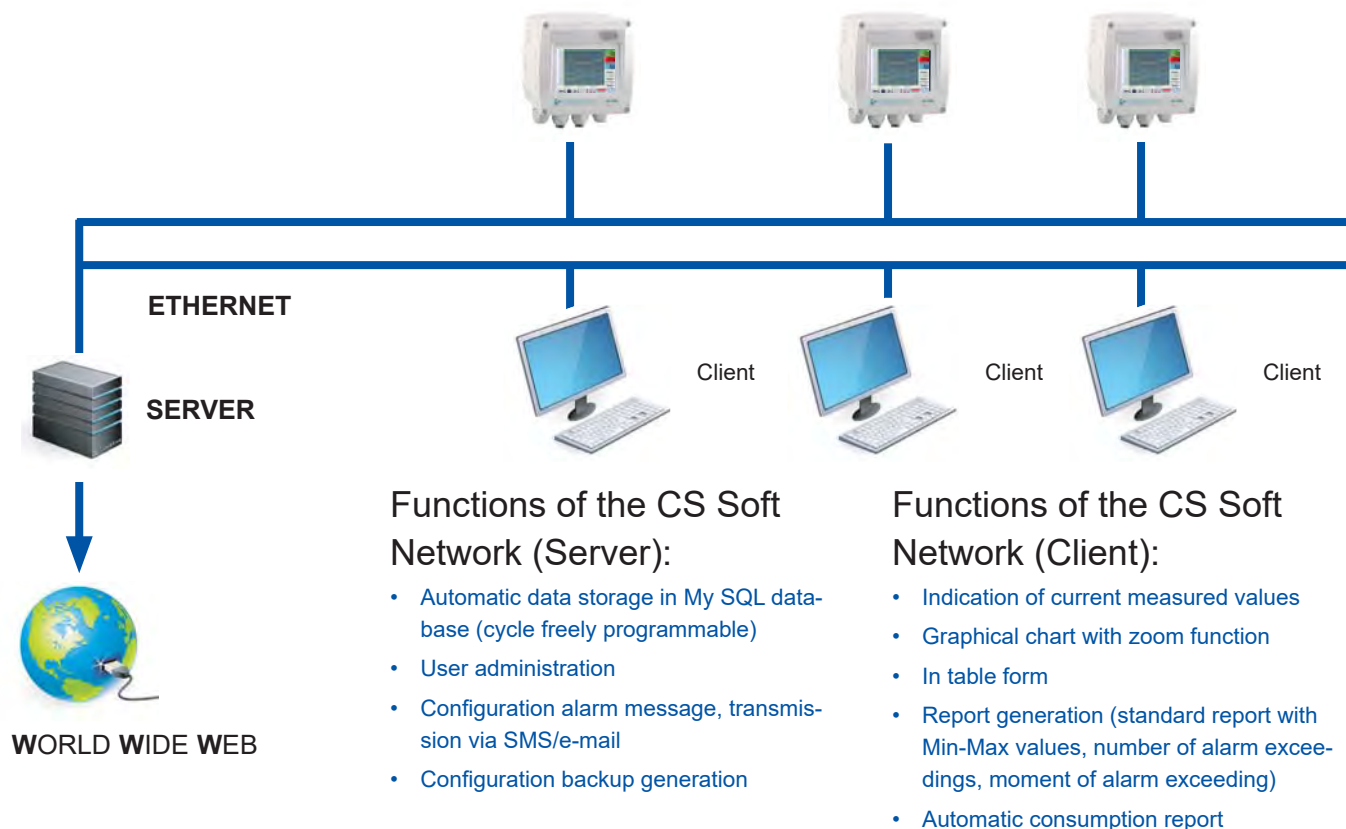 ETHERNET
SERVER
Client
Client
Client
WORLD WIDE WEB
Functions of the CS Soft
Network (Server):
• Automatic data storage in My SQL data-
base (cycle freely programmable)
• User administration
• Configuration alarm message, transmis-
sion via SMS/e-mail
• Configuration backup generation
Functions of the CS Soft
Network (Client):
• Indication of current measured values
• Graphical chart with zoom function
• In table form
• Report generation (standard report with
Min-Max values, number of alarm excee-
dings, moment of alarm exceeding)
• Automatic consumption report